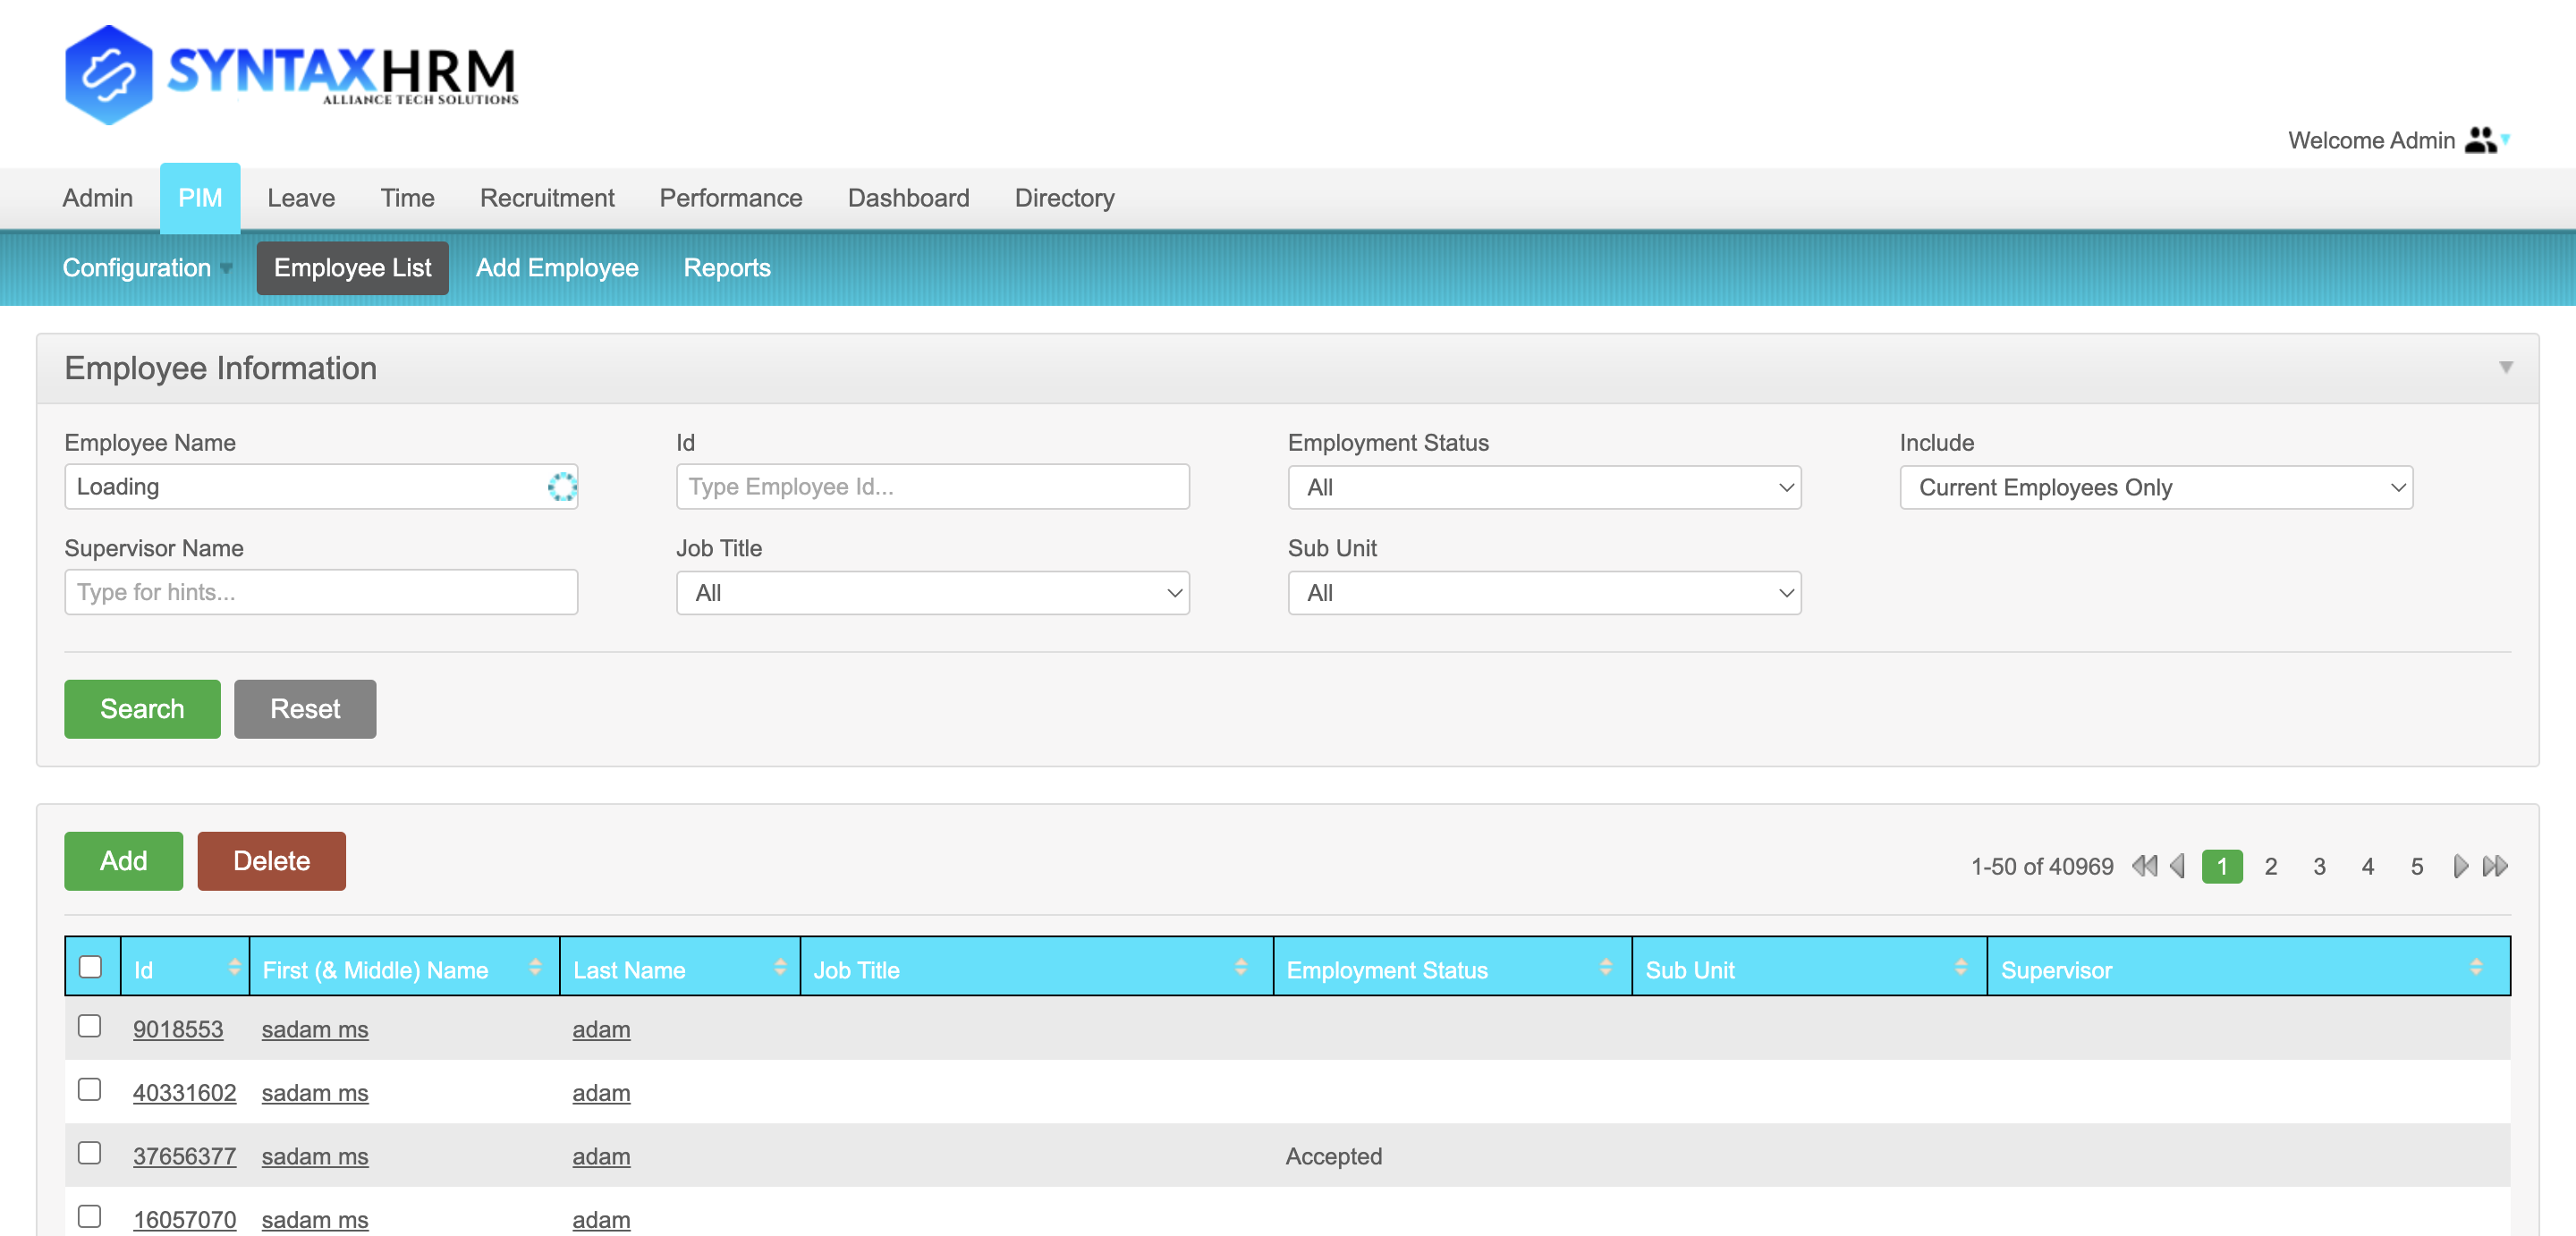 SYNTAXHRM
ALLIANCE TECH SOLUTIONS
Welcome Admin
Admin PIM Leave Time Recruitment Performance Dashboard Directory
Configuration Employee List Add Employee Reports
Employee Information
Employee Name Id Employment Status Include
Loading Type Employee Id... All Current Employees Only
Supervisor Name Job Title Sub Unit
Type for hints... All All
Search Reset
Add Delete
1-50 of 40969 1 2 3 4 5
Id First (& Middle) Name Last Name Job Title Employment Status Sub Unit Supervisor
9018553 sadam ms adam
40331602 sadam ms adam
37656377 sadam ms adam Accepted
16057070 sadam ms adam